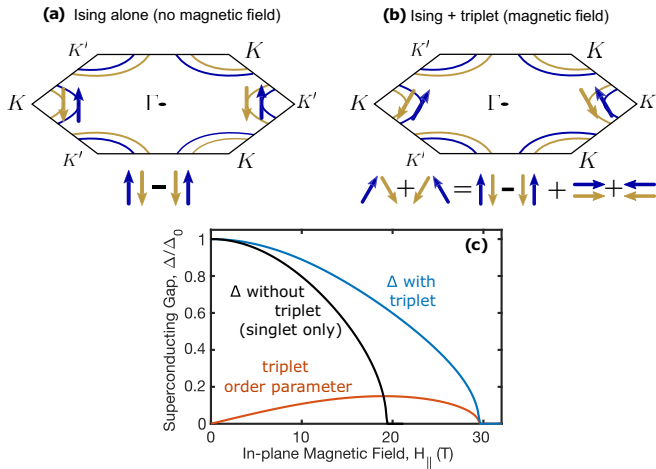 (a) Ising alone (no magnetic field)
K′
K
Γ
K
K′
K′
K
(b) Ising + triplet (magnetic field)
K′
K
Γ
K
K′
K′
K
-
+ = - + +
(c)
Superconducting Gap, Δ/Δ0
1
0.8
0.6
0.4
0.2
0
Δ without
triplet
(singlet only)
Δ with
triplet
triplet
order parameter
0
10
20
30
In-plane Magnetic Field, H|| (T)